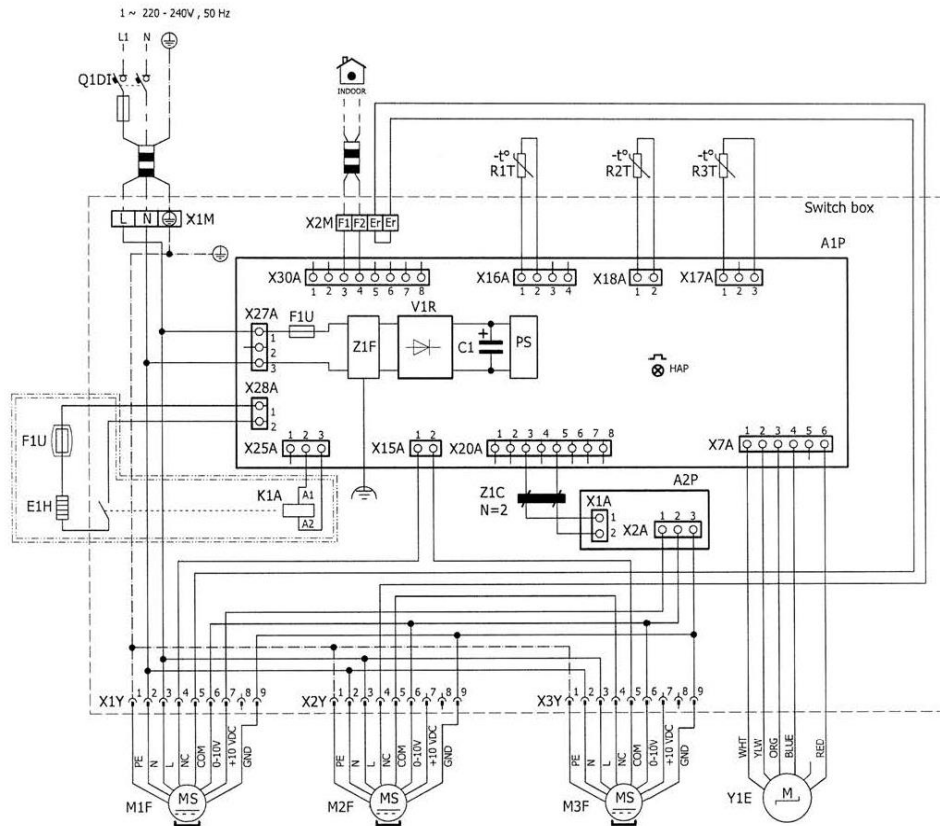 1 ~ 220 - 240V , 50 Hz
L1 N
Q1DI
INDOOR
-t° R1T
-t° R2T
-t° R3T
Switch box
L N X1M
X2M F1 F2 Er Er
A1P
X30A
1 2 3 4 5 6 7 8
X16A
1 2 3 4
X18A
1 2
X17A
1 2 3
X27A
1
2
3
F1U
Z1F
V1R
C1
+
PS
HAP
X28A
1
2
F1U
E1H
X25A
1 2 3
X15A
1 2
X20A
1 2 3 4 5 6 7 8
X7A
1 2 3 4 5 6
K1A
A1
A2
Z1C
N=2
A2P
X1A
1
2
X2A
1 2 3
X1Y
1 2 3 4 5 6 7 8 9
X2Y
1 2 3 4 5 6 7 8 9
X3Y
1 2 3 4 5 6 7 8 9
PE N L NC COM 0-10V +10 VDC GND
PE N L NC COM 0-10V +10 VDC GND
PE N L NC COM 0-10V +10 VDC GND
WHT YLW ORG BLUE RED
M1F MS
M2F MS
M3F MS
Y1E M